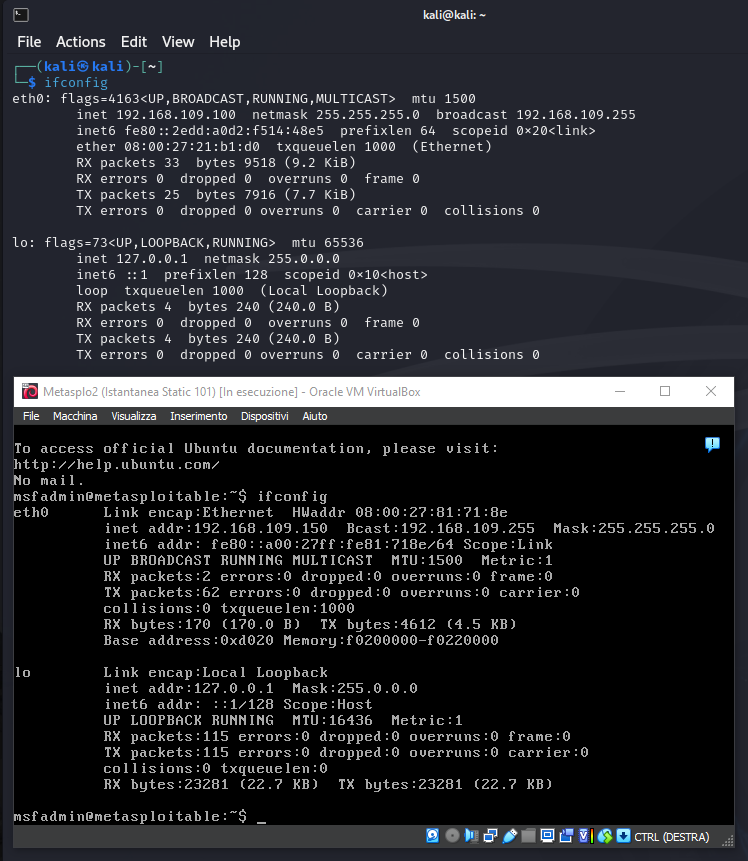 kali@kali: ~
File Actions Edit View Help
┌──(kali㉿kali)-[~]
└─$ ifconfig
eth0: flags=4163<UP,BROADCAST,RUNNING,MULTICAST>  mtu 1500
        inet 192.168.109.100  netmask 255.255.255.0  broadcast 192.168.109.255
        inet6 fe80::2edd:a0d2:f514:48e5  prefixlen 64  scopeid 0×20<link>
        ether 08:00:27:21:b1:d0  txqueuelen 1000  (Ethernet)
        RX packets 33  bytes 9518 (9.2 KiB)
        RX errors 0  dropped 0  overruns 0  frame 0
        TX packets 25  bytes 7916 (7.7 KiB)
        TX errors 0  dropped 0 overruns 0  carrier 0  collisions 0
lo: flags=73<UP,LOOPBACK,RUNNING>  mtu 65536
        inet 127.0.0.1  netmask 255.0.0.0
        inet6 ::1  prefixlen 128  scopeid 0×10<host>
        loop  txqueuelen 1000  (Local Loopback)
        RX packets 4  bytes 240 (240.0 B)
        RX errors 0  dropped 0  overruns 0  frame 0
        TX packets 4  bytes 240 (240.0 B)
        TX errors 0  dropped 0 overruns 0  carrier 0  collisions 0
Metasplo2 (Istantanea Static 101) [In esecuzione] - Oracle VM VirtualBox
File Macchina Visualizza Inserimento Dispositivi Aiuto
To access official Ubuntu documentation, please visit:
http://help.ubuntu.com/
No mail.
msfadmin@metasploitable:~$ ifconfig
eth0      Link encap:Ethernet  HWaddr 08:00:27:81:71:8e
          inet addr:192.168.109.150  Bcast:192.168.109.255  Mask:255.255.255.0
          inet6 addr: fe80::a00:27ff:fe81:718e/64 Scope:Link
          UP BROADCAST RUNNING MULTICAST  MTU:1500  Metric:1
          RX packets:2 errors:0 dropped:0 overruns:0 frame:0
          TX packets:62 errors:0 dropped:0 overruns:0 carrier:0
          collisions:0 txqueuelen:1000
          RX bytes:170 (170.0 B)  TX bytes:4612 (4.5 KB)
          Base address:0xd020 Memory:f0200000-f0220000
lo        Link encap:Local Loopback
          inet addr:127.0.0.1  Mask:255.0.0.0
          inet6 addr: ::1/128 Scope:Host
          UP LOOPBACK RUNNING  MTU:16436  Metric:1
          RX packets:115 errors:0 dropped:0 overruns:0 frame:0
          TX packets:115 errors:0 dropped:0 overruns:0 carrier:0
          collisions:0 txqueuelen:0
          RX bytes:23281 (22.7 KB)  TX bytes:23281 (22.7 KB)
msfadmin@metasploitable:~$ _
CTRL (DESTRA)